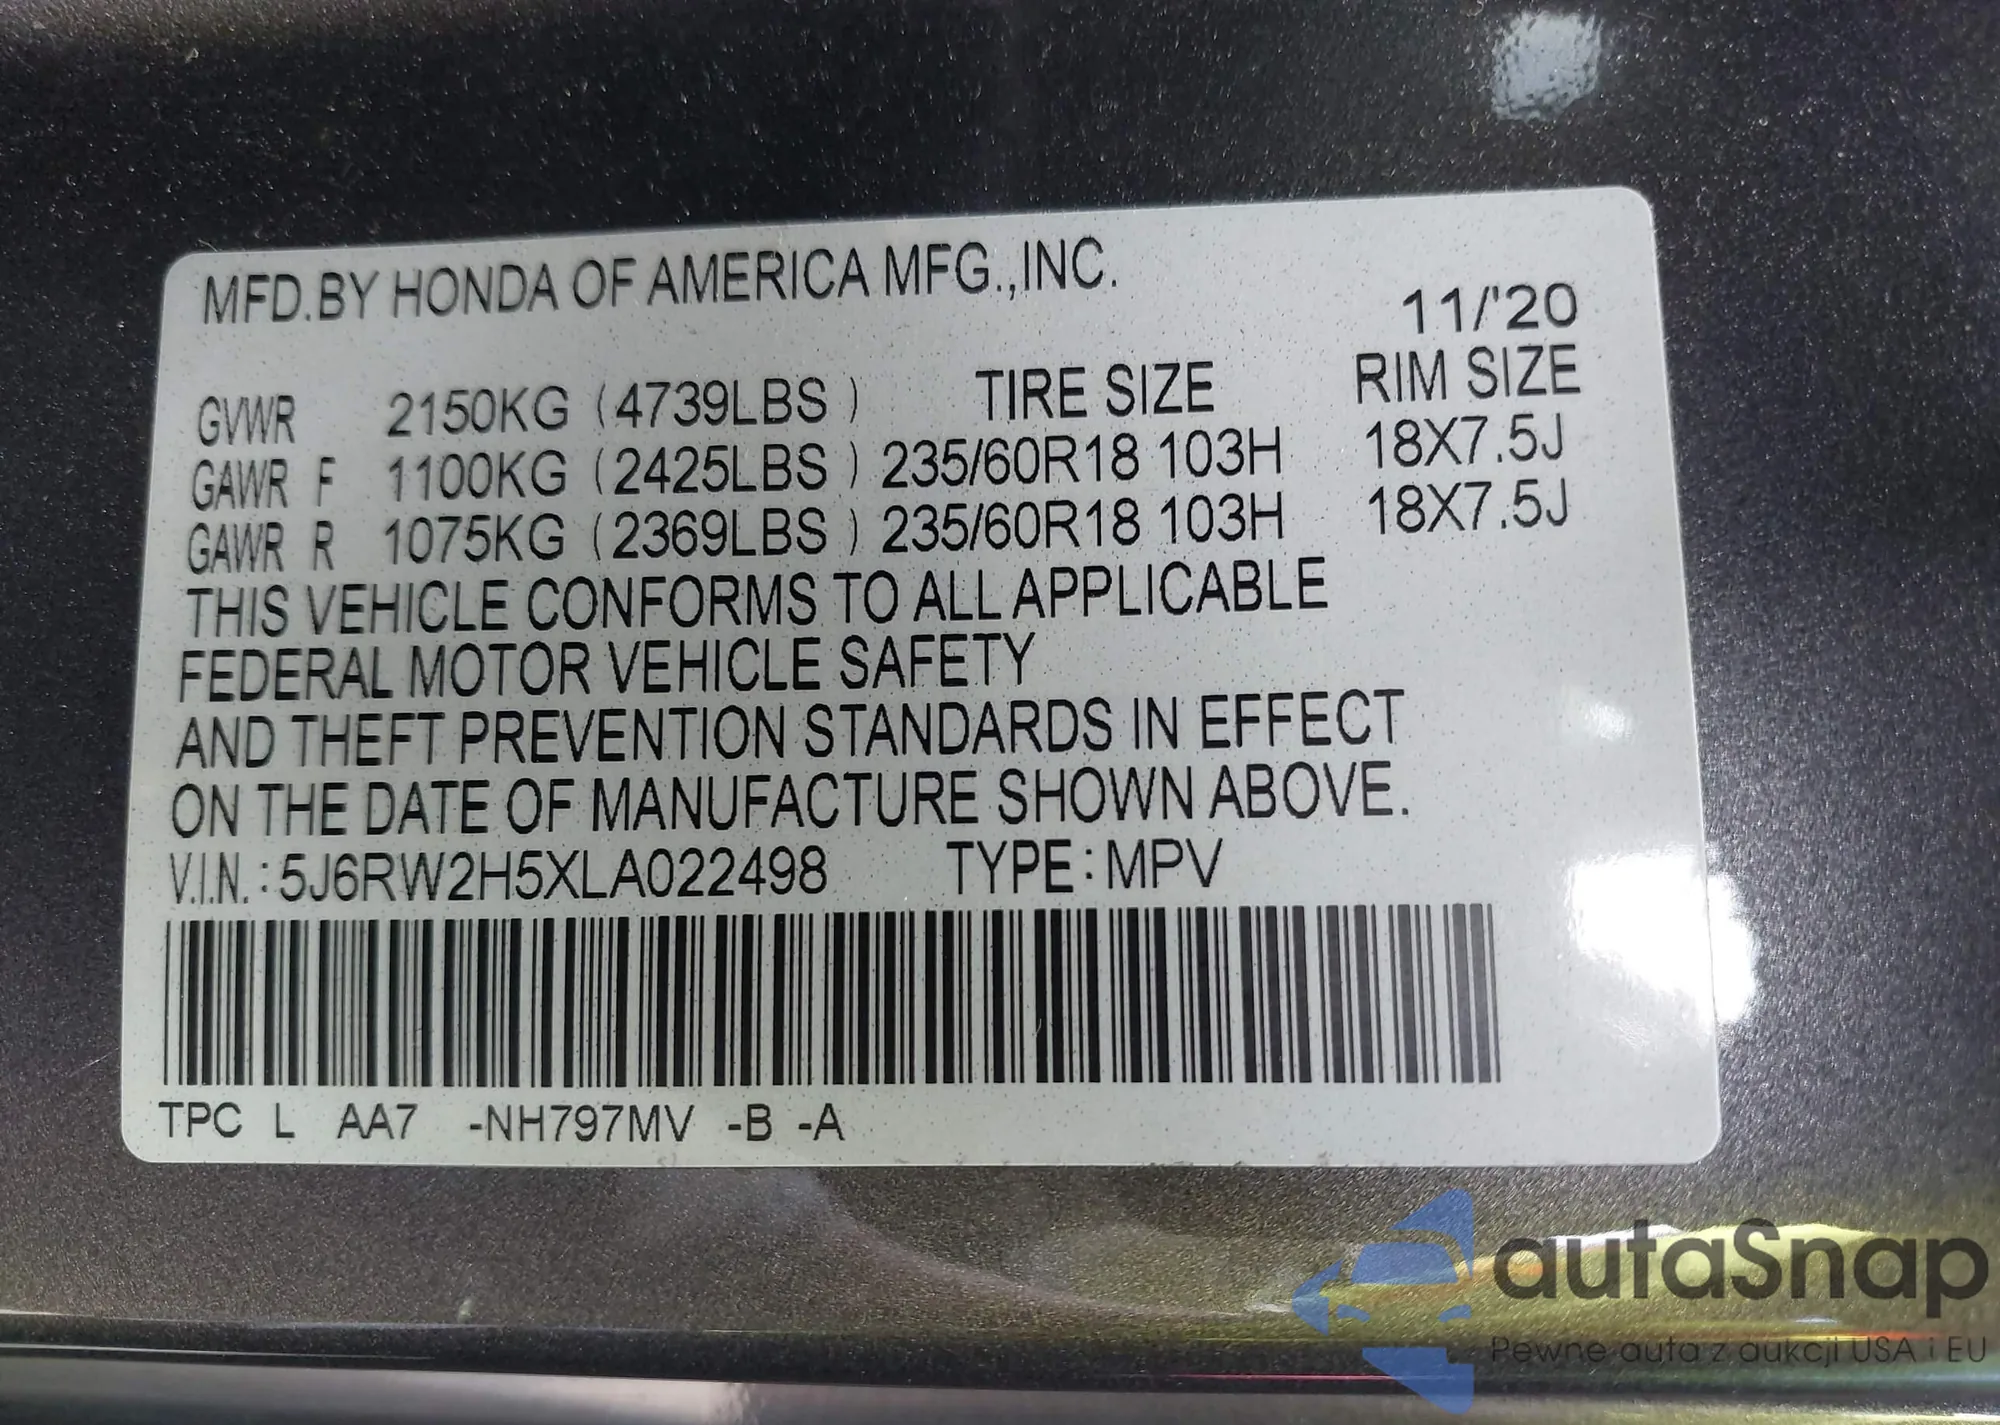 MFD.BY HONDA OF AMERICA MFG.,INC.
11/'20
TIRE SIZE RIM SIZE
GVWR 2150KG (4739LBS )
GAWR F 1100KG (2425LBS ) 235/60R18 103H 18X7.5J
GAWR R 1075KG (2369LBS ) 235/60R18 103H 18X7.5J
THIS VEHICLE CONFORMS TO ALL APPLICABLE
FEDERAL MOTOR VEHICLE SAFETY
AND THEFT PREVENTION STANDARDS IN EFFECT
ON THE DATE OF MANUFACTURE SHOWN ABOVE.
V.I.N.:5J6RW2H5XLA022498 TYPE:MPV
TPC L AA7 -NH797MV -B -A
autaSnap
Pewne auta z aukcji USA i EU